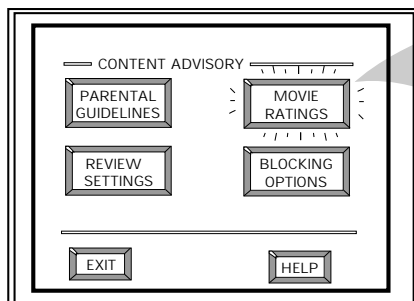 CONTENT ADVISORY
PARENTAL
GUIDELINES
MOVIE
RATINGS
REVIEW
SETTINGS
BLOCKING
OPTIONS
EXIT
HELP